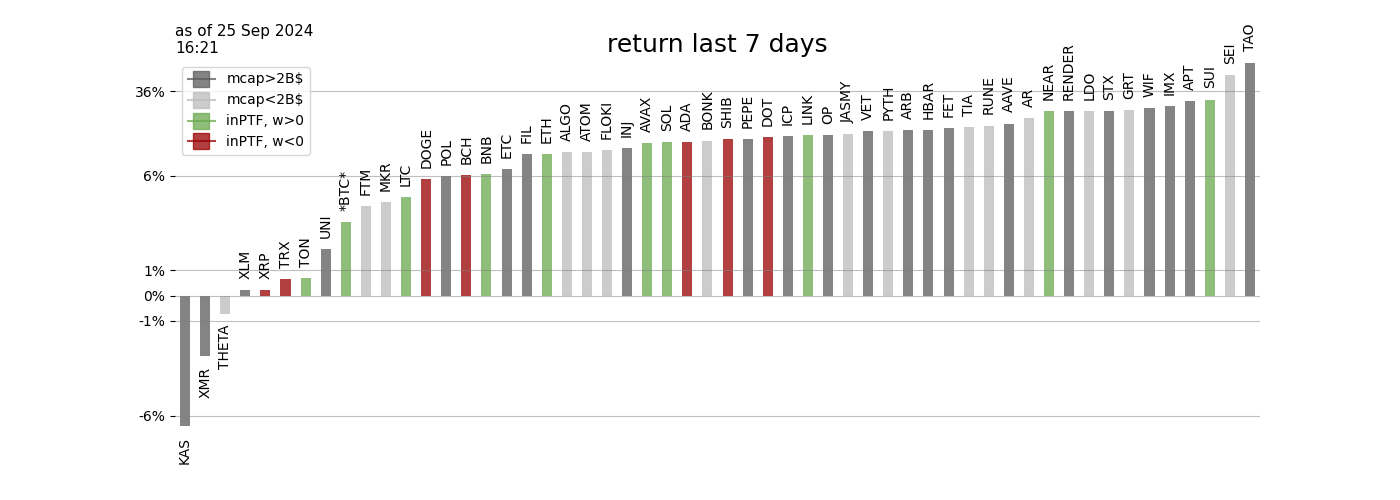 as of 25 Sep 2024
16:21
return last 7 days
mcap>2B$
mcap<2B$
inPTF, w>0
inPTF, w<0
36%
6%
1%
0%
-1%
-6%
KAS
XMR
THETA
XLM
XRP
TRX
TON
UNI
*BTC*
FTM
MKR
LTC
DOGE
POL
BCH
BNB
ETC
FIL
ETH
ALGO
ATOM
FLOKI
INJ
AVAX
SOL
ADA
BONK
SHIB
PEPE
DOT
ICP
LINK
OP
JASMY
VET
PYTH
ARB
HBAR
FET
TIA
RUNE
AAVE
AR
NEAR
RENDER
LDO
STX
GRT
WIF
IMX
APT
SUI
SEI
TAO